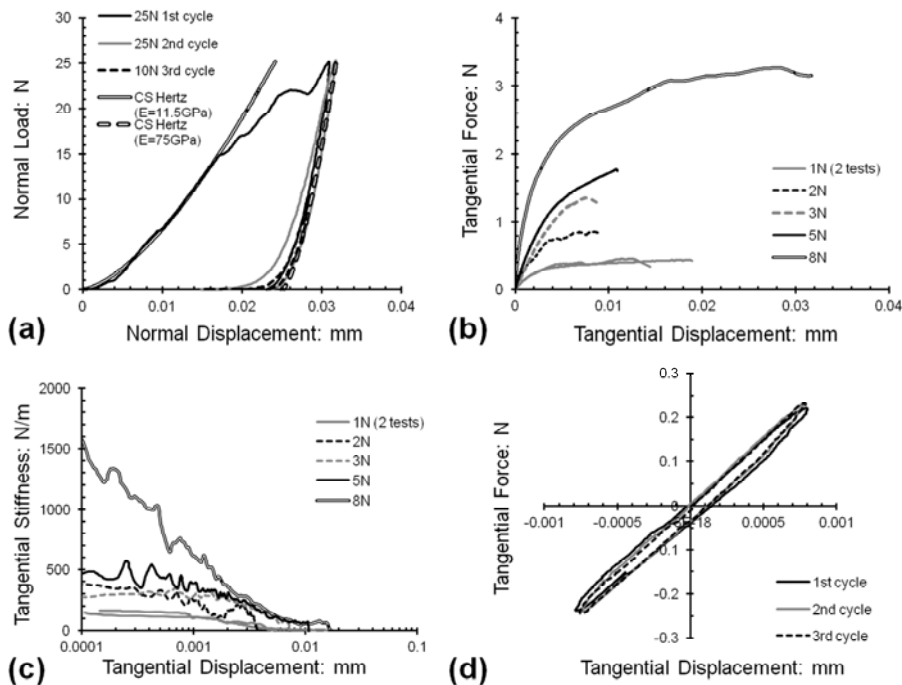 30
25
20
15
10
5
0
Normal Load: N
25N 1st cycle
25N 2nd cycle
10N 3rd cycle
CS Hertz
(E=11.5GPa)
CS Hertz
(E=75GPa)
0 0.01 0.02 0.03 0.04
(a) Normal Displacement: mm
4
3
2
1
0
Tangential Force: N
1N (2 tests)
2N
3N
5N
8N
0 0.01 0.02 0.03 0.04
(b) Tangential Displacement: mm
2000
1500
1000
500
0
Tangential Stiffness: N/m
1N (2 tests)
2N
3N
5N
8N
0.0001 0.001 0.01 0.1
(c) Tangential Displacement: mm
0.3
0.2
0.1
0
-0.1
-0.2
-0.3
Tangential Force: N
-0.001 -0.0005 0.0005 0.001
1st cycle
2nd cycle
3rd cycle
(d) Tangential Displacement: mm